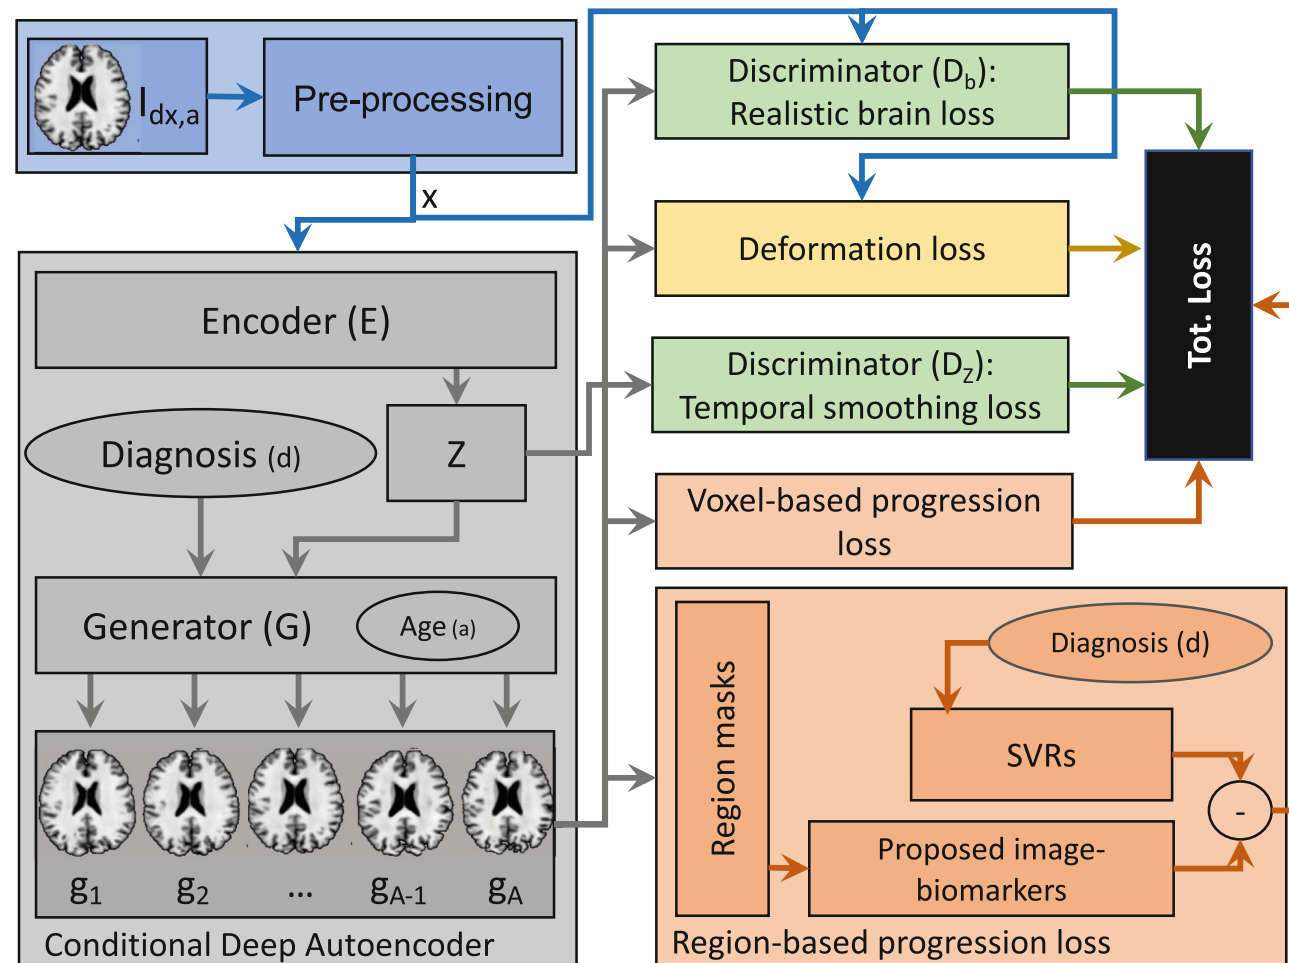 I_dx,a
Pre-processing
x
Encoder (E)
Diagnosis (d)
Z
Generator (G)
Age (a)
g_1
g_2
...
g_A-1
g_A
Conditional Deep Autoencoder
Discriminator (D_b):
Realistic brain loss
Deformation loss
Discriminator (D_Z):
Temporal smoothing loss
Voxel-based progression
loss
Tot. Loss
Region masks
Diagnosis (d)
SVRs
-
Proposed image-
biomarkers
Region-based progression loss